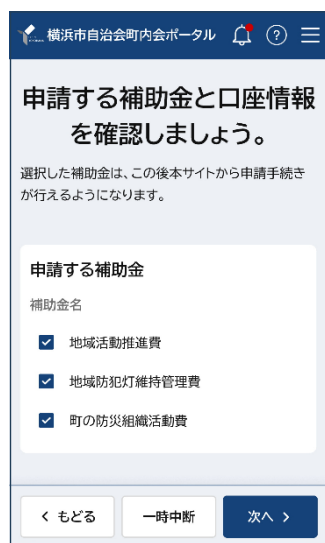 横浜市自治会町内会ポータル
申請する補助金と口座情報
を確認しましょう。
選択した補助金は、この後本サイトから申請手続き
が行えるようになります。
申請する補助金
補助金名
地域活動推進費
地域防犯灯維持管理費
町の防災組織活動費
もどる
一時中断
次へ